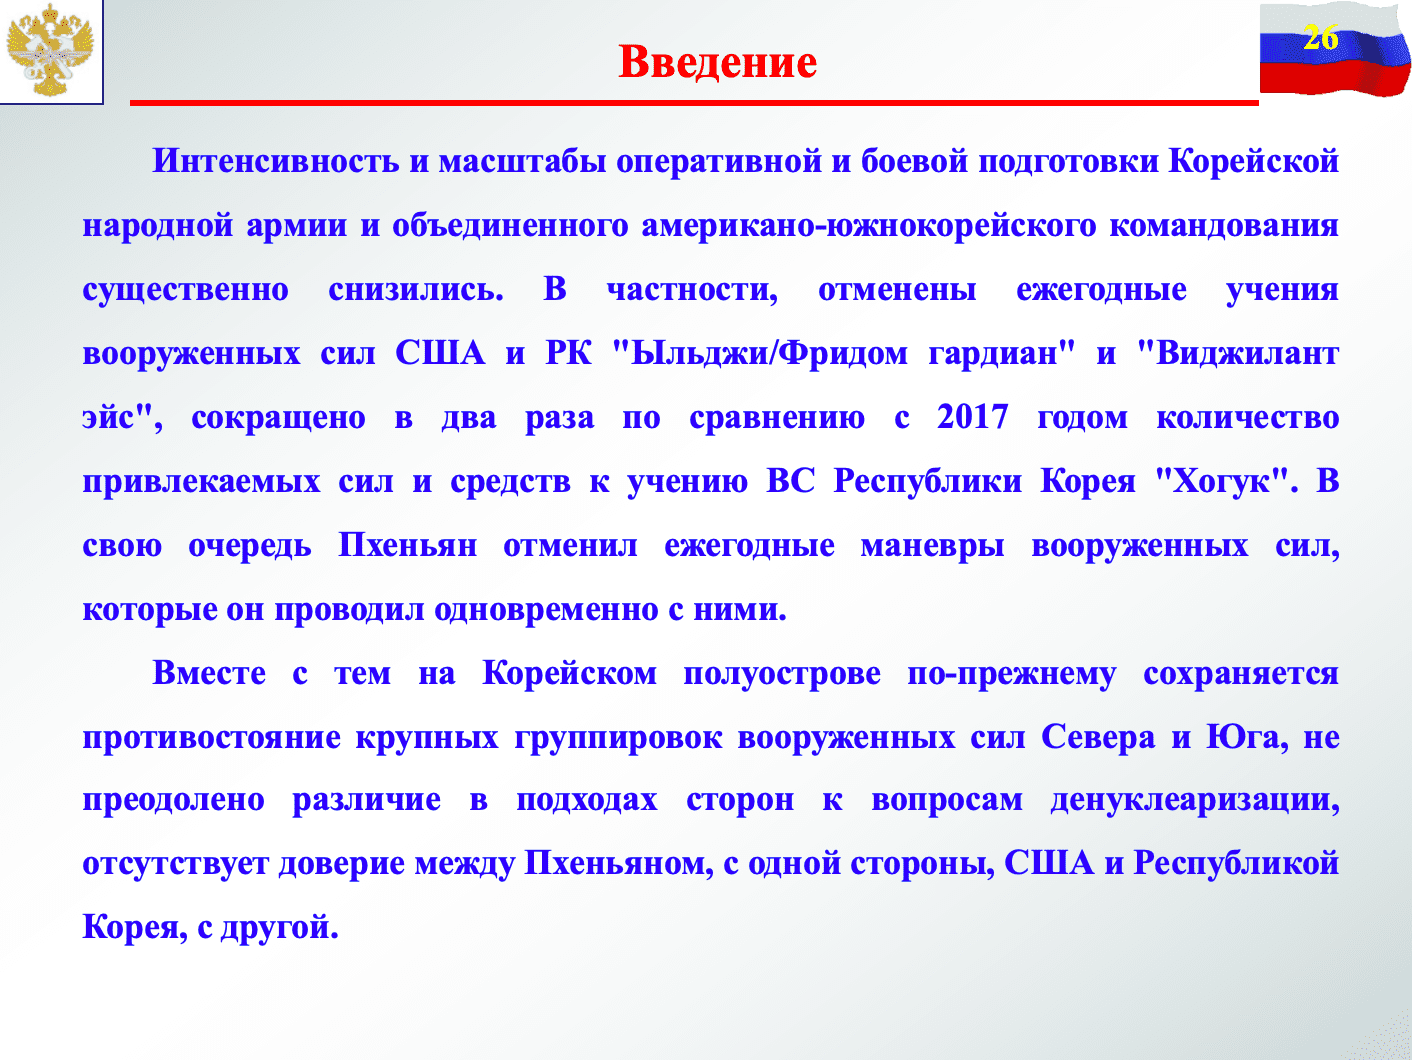 26
Введение
Интенсивность и масштабы оперативной и боевой подготовки Корейской
народной армии и объединенного американо-южнокорейского командования
существенно снизились. В частности, отменены ежегодные учения
вооруженных сил США и РК "Ыльджи/Фридом гардиан" и "Виджилант
эйс", сокращено в два раза по сравнению с 2017 годом количество
привлекаемых сил и средств к учению ВС Республики Корея "Хогук". В
свою очередь Пхеньян отменил ежегодные маневры вооруженных сил,
которые он проводил одновременно с ними.
Вместе с тем на Корейском полуострове по-прежнему сохраняется
противостояние крупных группировок вооруженных сил Севера и Юга, не
преодолено различие в подходах сторон к вопросам денуклеаризации,
отсутствует доверие между Пхеньяном, с одной стороны, США и Республикой
Корея, с другой.